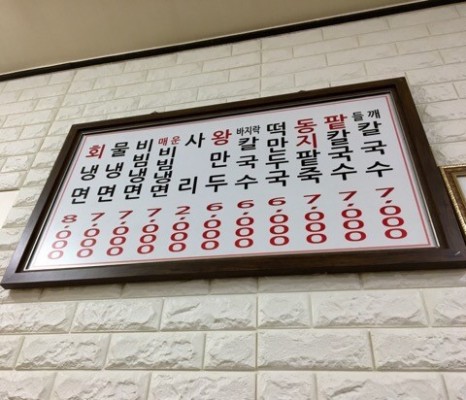 회냉면 8,000
물냉면 7,000
비빔냉면 7,000
매운비빔냉면 7,000
사리 2,000
왕만두 6,000
바지락칼국수 6,000
떡만두국 6,000
동지팥죽 7,000
팥칼국수 7,000
들깨칼국수 7,000